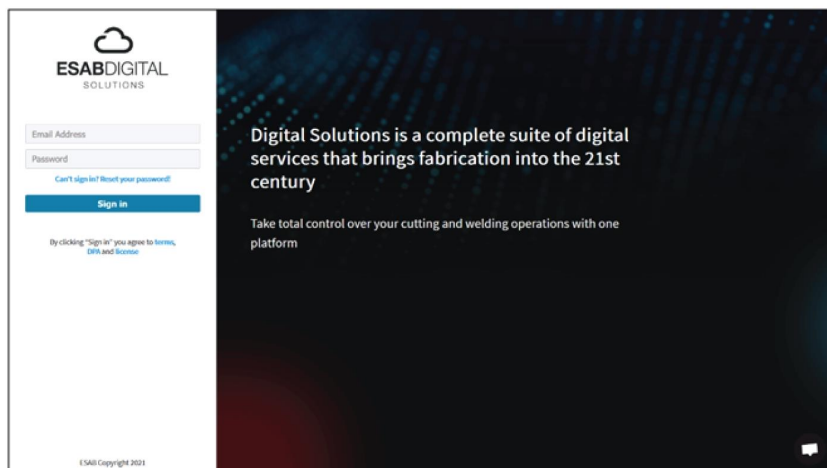 ESABDIGITAL
SOLUTIONS
Email Address
Password
Can't sign in? Reset your password!
Sign in
By clicking "Sign in" you agree to terms,
DPA and license
ESAB Copyright 2021
Digital Solutions is a complete suite of digital
services that brings fabrication into the 21st
century
Take total control over your cutting and welding operations with one
platform